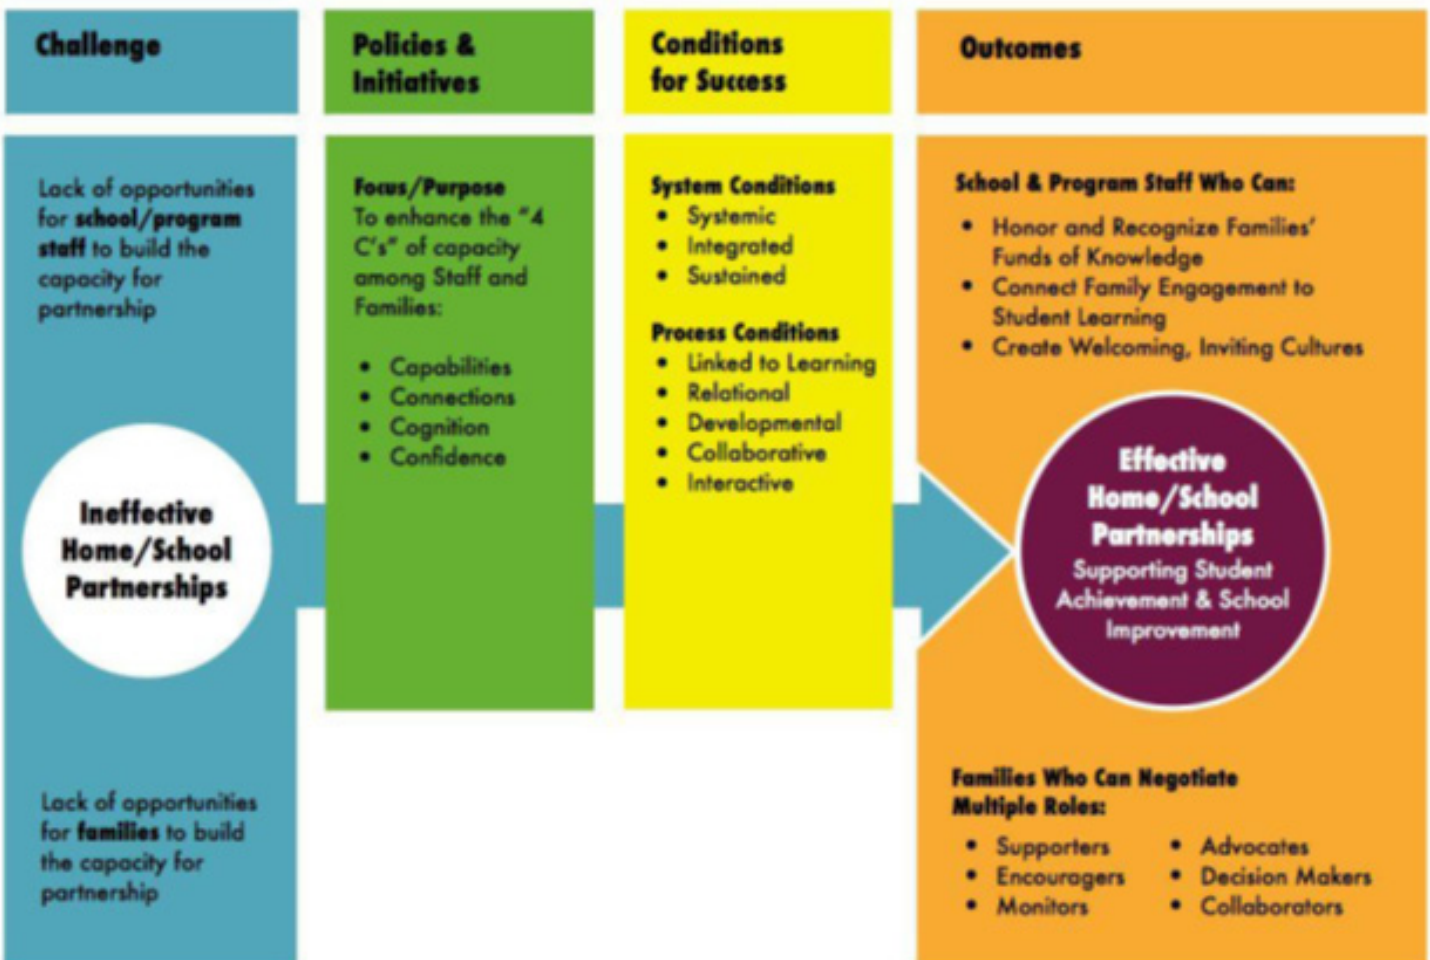 Challenge
Policies &
Initiatives
Conditions
for Success
Outcomes
Lack of opportunities
for school/program
staff to build the
capacity for
partnership
Ineffective
Home/School
Partnerships
Lack of opportunities
for families to build
the capacity for
partnership
Focus/Purpose
To enhance the "4
C's" of capacity
among Staff and
Families:
• Capabilities
• Connections
• Cognition
• Confidence
System Conditions
• Systemic
• Integrated
• Sustained
Process Conditions
• Linked to Learning
• Relational
• Developmental
• Collaborative
• Interactive
School & Program Staff Who Can:
• Honor and Recognize Families'
Funds of Knowledge
• Connect Family Engagement to
Student Learning
• Create Welcoming, Inviting Cultures
Effective
Home/School
Partnerships
Supporting Student
Achievement & School
Improvement
Families Who Can Negotiate
Multiple Roles:
• Supporters
• Encouragers
• Monitors
• Advocates
• Decision Makers
• Collaborators